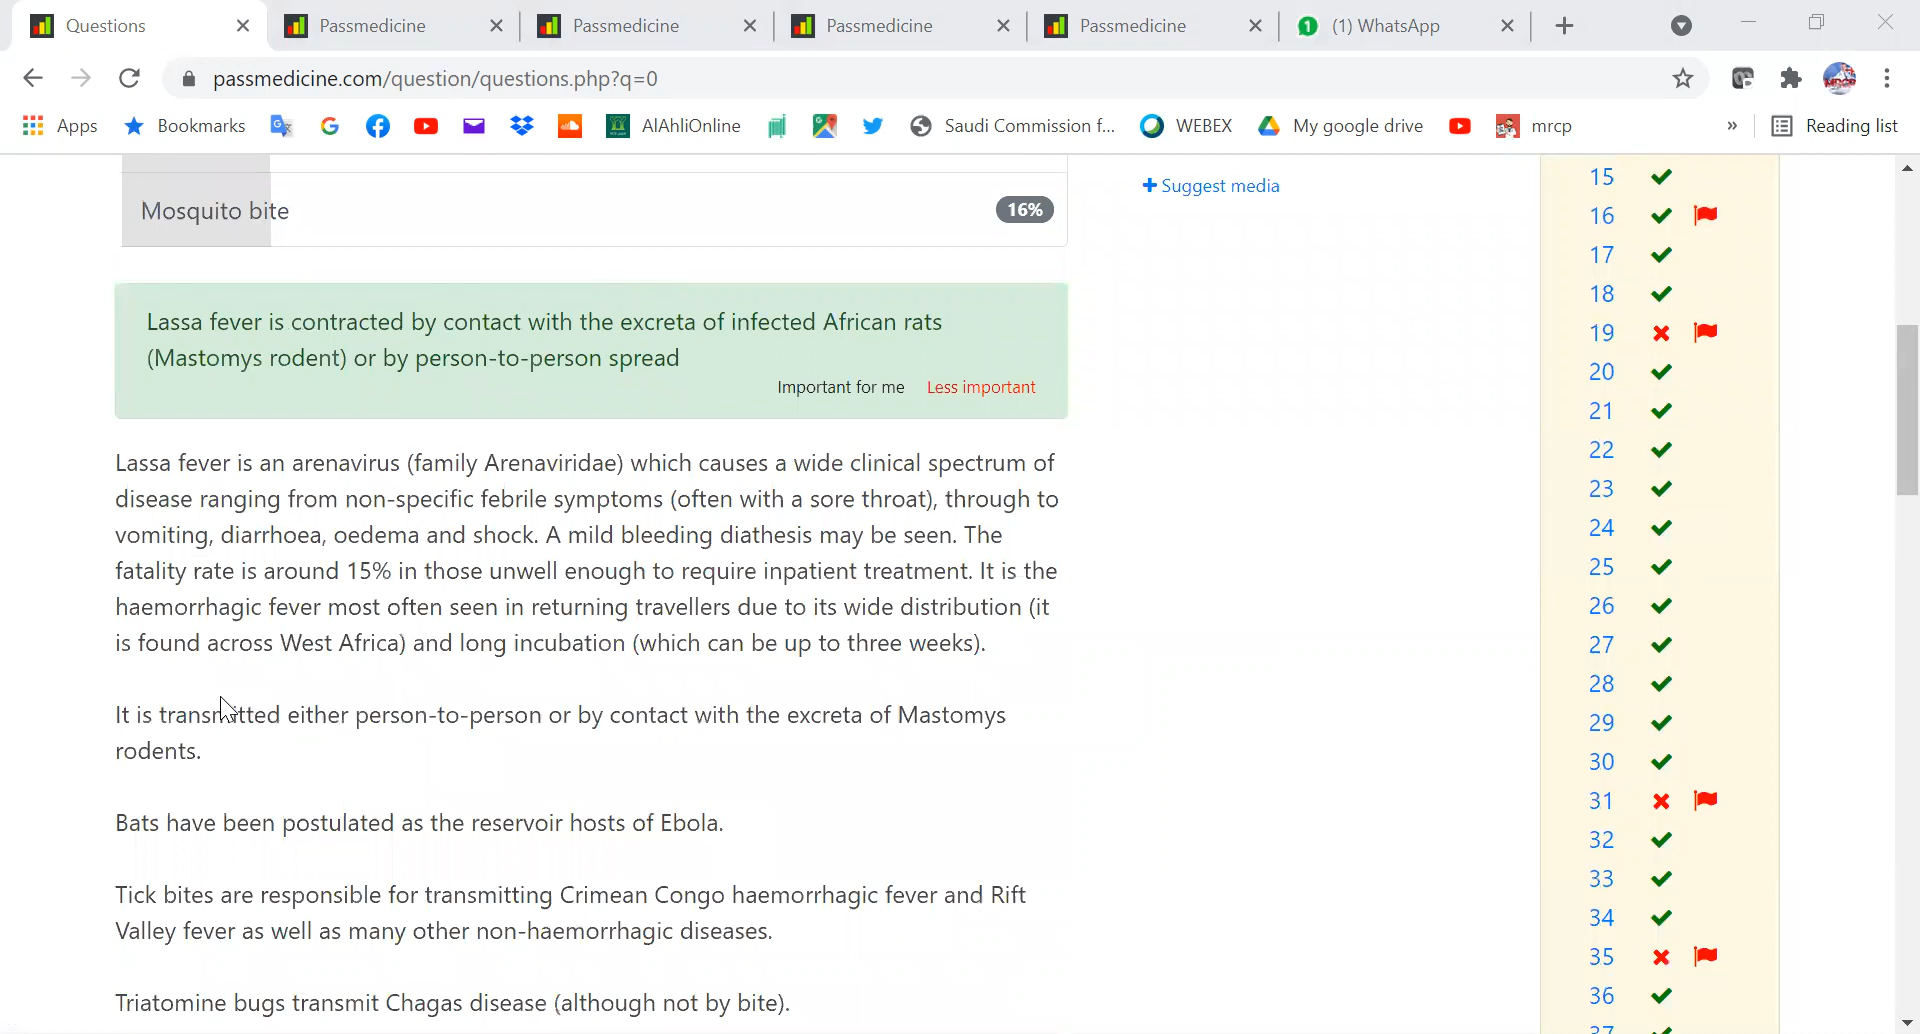 Questions
Passmedicine
Passmedicine
Passmedicine
Passmedicine
1 (1) WhatsApp
passmedicine.com/question/questions.php?q=0
Apps Bookmarks AlAhliOnline Saudi Commission f... WEBEX My google drive mrcp » Reading list
Mosquito bite 16%
Suggest media
Lassa fever is contracted by contact with the excreta of infected African rats
(Mastomys rodent) or by person-to-person spread
Important for me Less important
Lassa fever is an arenavirus (family Arenaviridae) which causes a wide clinical spectrum of
disease ranging from non-specific febrile symptoms (often with a sore throat), through to
vomiting, diarrhoea, oedema and shock. A mild bleeding diathesis may be seen. The
fatality rate is around 15% in those unwell enough to require inpatient treatment. It is the
haemorrhagic fever most often seen in returning travellers due to its wide distribution (it
is found across West Africa) and long incubation (which can be up to three weeks).
It is transmitted either person-to-person or by contact with the excreta of Mastomys
rodents.
Bats have been postulated as the reservoir hosts of Ebola.
Tick bites are responsible for transmitting Crimean Congo haemorrhagic fever and Rift
Valley fever as well as many other non-haemorrhagic diseases.
Triatomine bugs transmit Chagas disease (although not by bite).
15
16
17
18
19
20
21
22
23
24
25
26
27
28
29
30
31
32
33
34
35
36
37